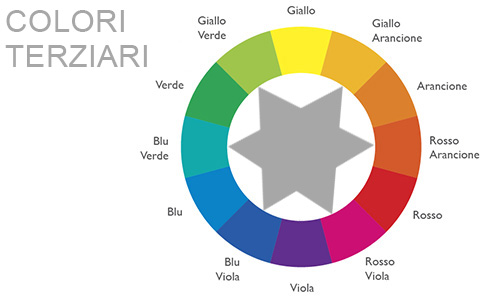 COLORI
TERZIARI
Giallo
Giallo
Verde
Giallo
Arancione
Verde
Arancione
Blu
Verde
Rosso
Arancione
Blu
Rosso
Blu
Viola
Rosso
Viola
Viola